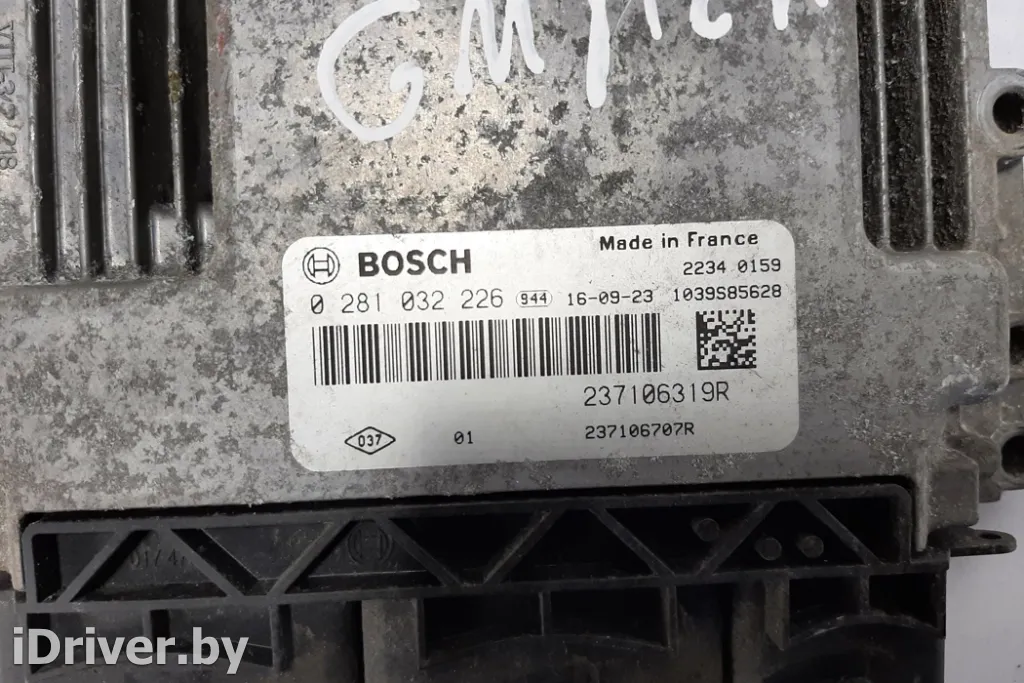 BOSCH Made in France
2234 0159
0 281 032 226 944 16-09-23 1039S85628
237106319R
037 01 237106707R
iDriver.by